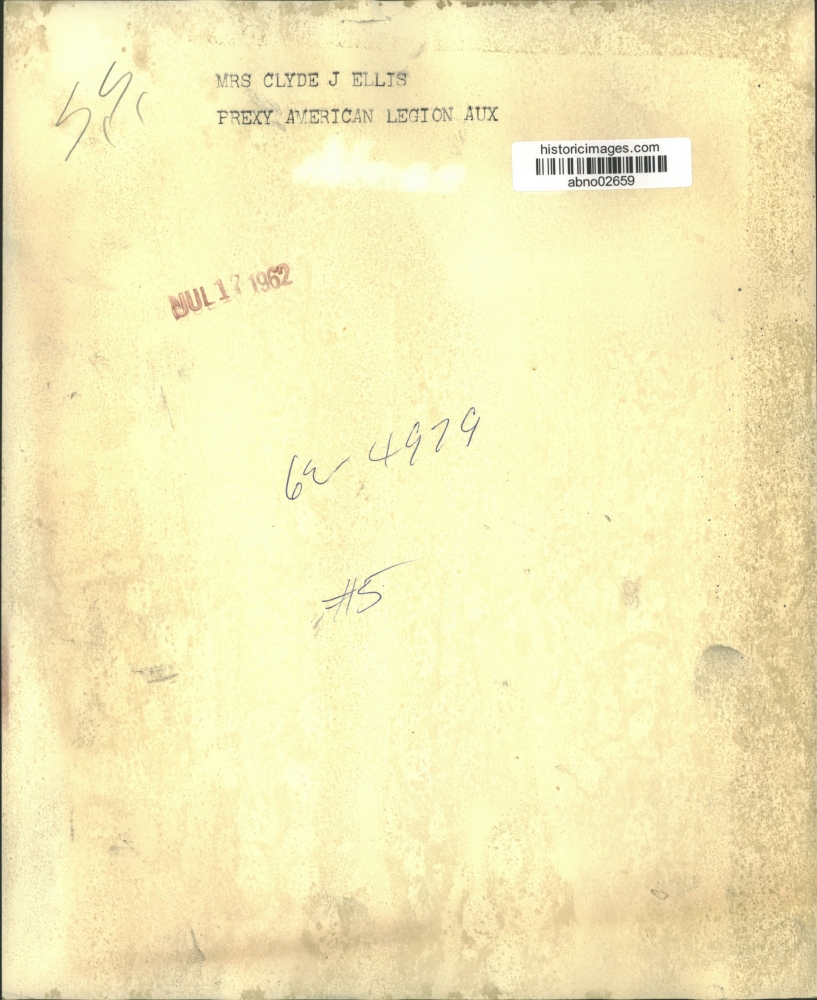 MRS CLYDE J ELLIS
PREXY AMERICAN LEGION AUX
historicimages.com
abno02659
JUL 17 1962
62-4979
#5